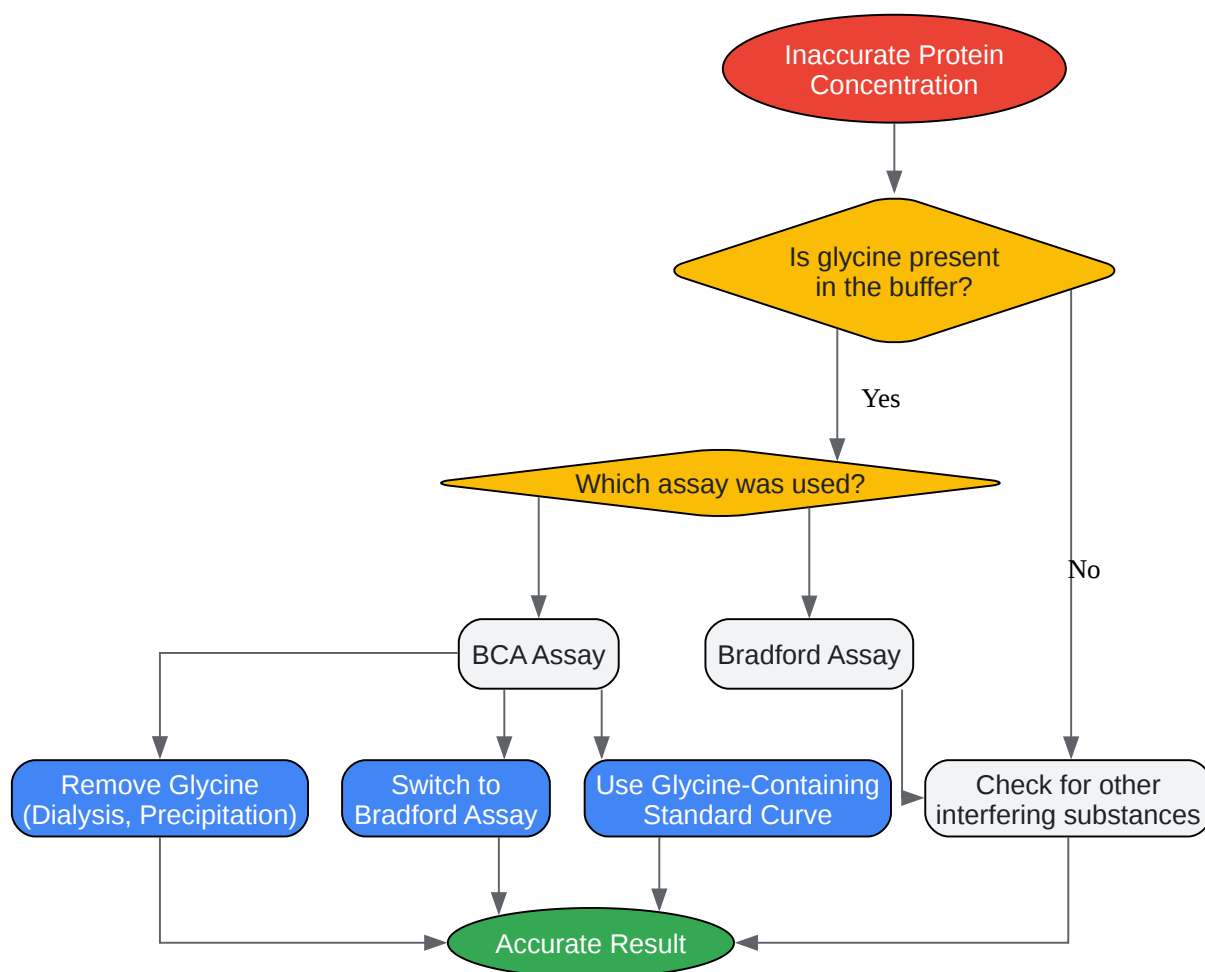 Inaccurate Protein
Concentration
Is glycine present
in the buffer?
Yes
Which assay was used?
No
BCA Assay
Bradford Assay
Remove Glycine
(Dialysis, Precipitation)
Switch to
Bradford Assay
Use Glycine-Containing
Standard Curve
Check for other
interfering substances
Accurate Result